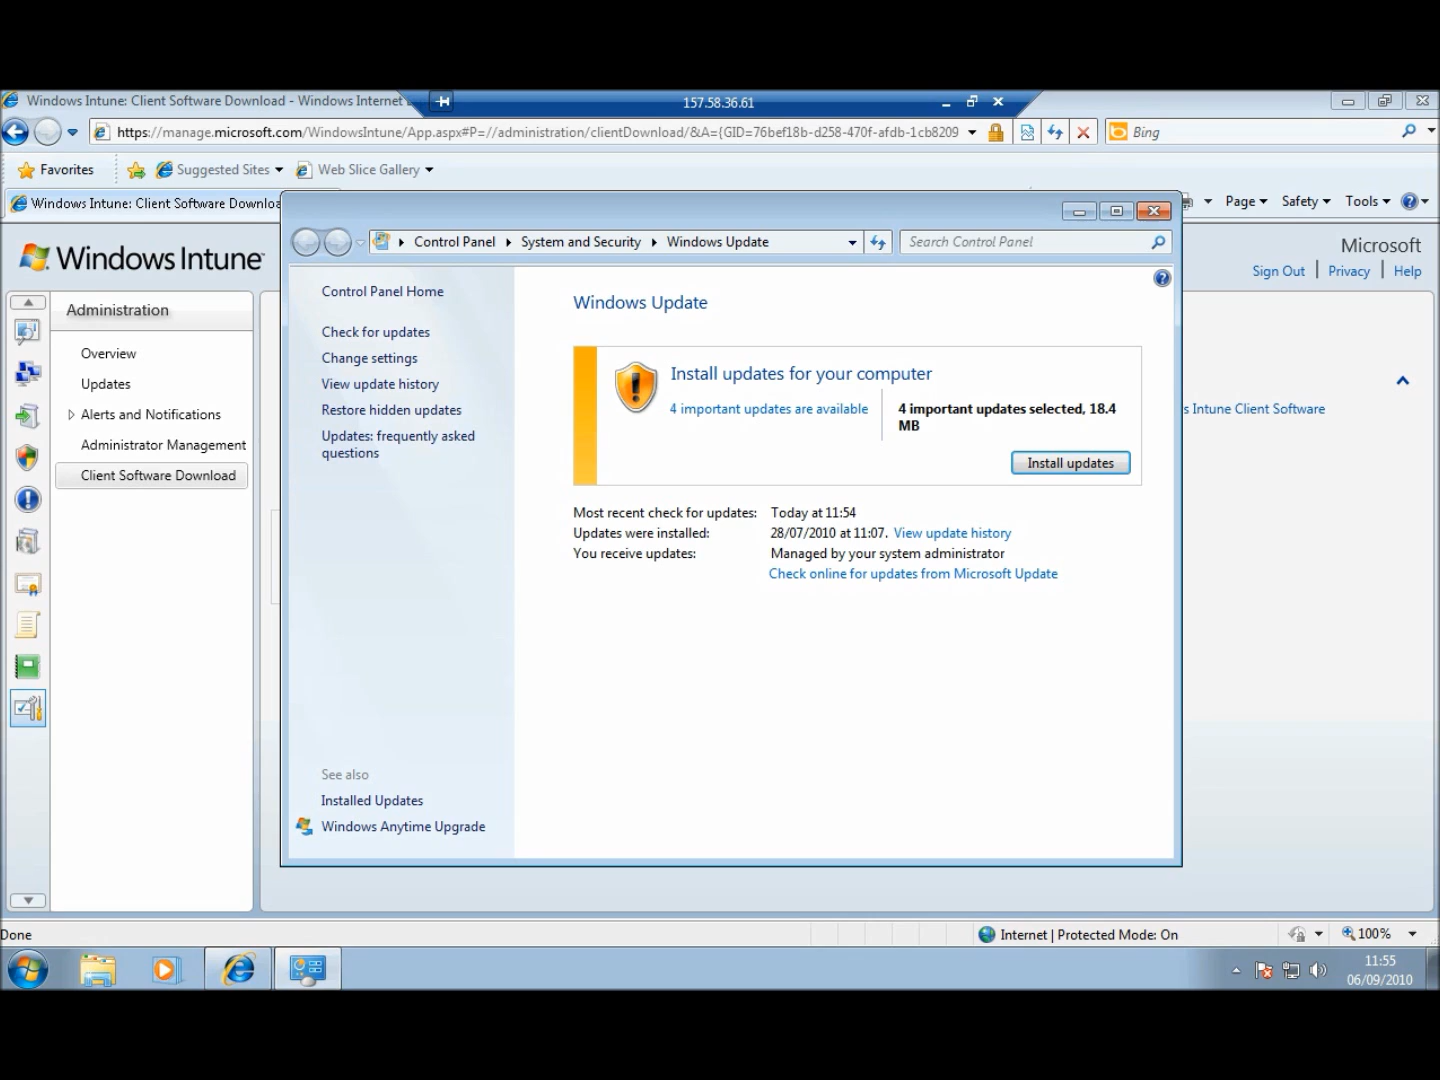 Windows Intune: Client Software Download - Windows Internet
157.58.36.61
https://manage.microsoft.com/WindowsIntune/App.aspx#P=//administration/clientDownload/&A={GID=76bef18b-d258-470f-afdb-1cb8209
Bing
Favorites
Suggested Sites
Web Slice Gallery
Windows Intune: Client Software Downloa
Page
Safety
Tools
Windows Intune
Microsoft
Sign Out
Privacy
Help
Administration
Overview
Updates
Alerts and Notifications
Administrator Management
Client Software Download
s Intune Client Software
Control Panel
System and Security
Windows Update
Search Control Panel
Control Panel Home
Check for updates
Change settings
View update history
Restore hidden updates
Updates: frequently asked
questions
See also
Installed Updates
Windows Anytime Upgrade
Windows Update
Install updates for your computer
4 important updates are available
4 important updates selected, 18.4
MB
Install updates
Most recent check for updates: Today at 11:54
Updates were installed: 28/07/2010 at 11:07. View update history
You receive updates: Managed by your system administrator
Check online for updates from Microsoft Update
Done
Internet | Protected Mode: On
100%
11:55
06/09/2010